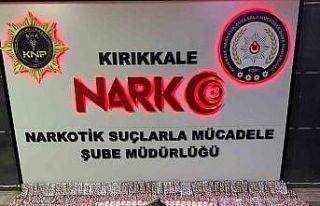 KNP
KIRIKKALE
NARKO
NARKOTİK SUÇLARLA MÜCADELE
ŞUBE MÜDÜRLÜĞÜ